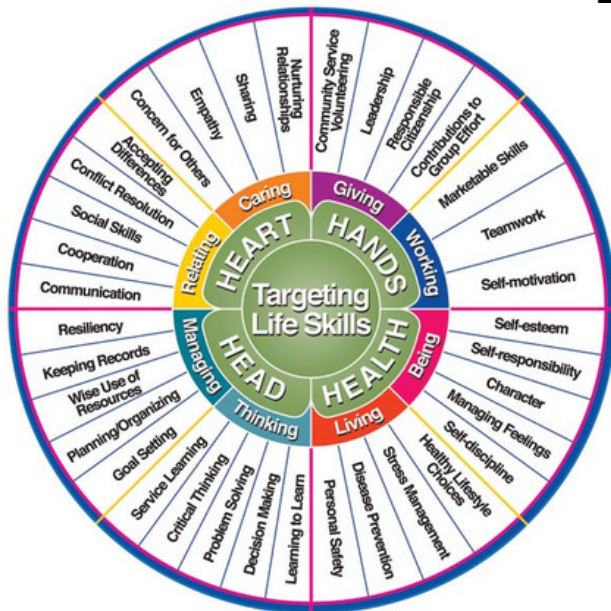 Targeting
Life Skills
HEART
HANDS
HEALTH
HEAD
Caring
Giving
Working
Being
Living
Thinking
Managing
Relating
Community Service
Volunteering
Leadership
Responsible
Citizenship
Contributions to
Group Effort
Marketable Skills
Teamwork
Self-motivation
Self-esteem
Self-responsibility
Character
Managing Feelings
Self-discipline
Healthy Lifestyle
Choices
Stress Management
Disease Prevention
Personal Safety
Learning to Learn
Decision Making
Problem Solving
Critical Thinking
Service Learning
Goal Setting
Planning/Organizing
Wise Use of
Resources
Keeping Records
Resiliency
Communication
Cooperation
Social Skills
Conflict Resolution
Accepting
Differences
Concern for Others
Empathy
Sharing
Nurturing
Relationships